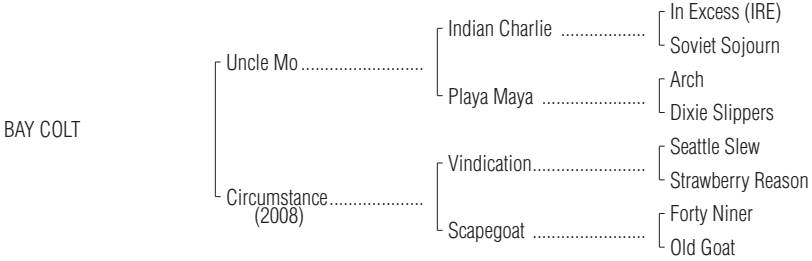 In Excess (IRE)
Indian Charlie ...................
Soviet Sojourn
Uncle Mo ..........................
Arch
Playa Maya ......................
Dixie Slippers
BAY COLT
Seattle Slew
Vindication........................
Strawberry Reason
Circumstance....................
(2008)
Forty Niner
Scapegoat ........................
Old Goat